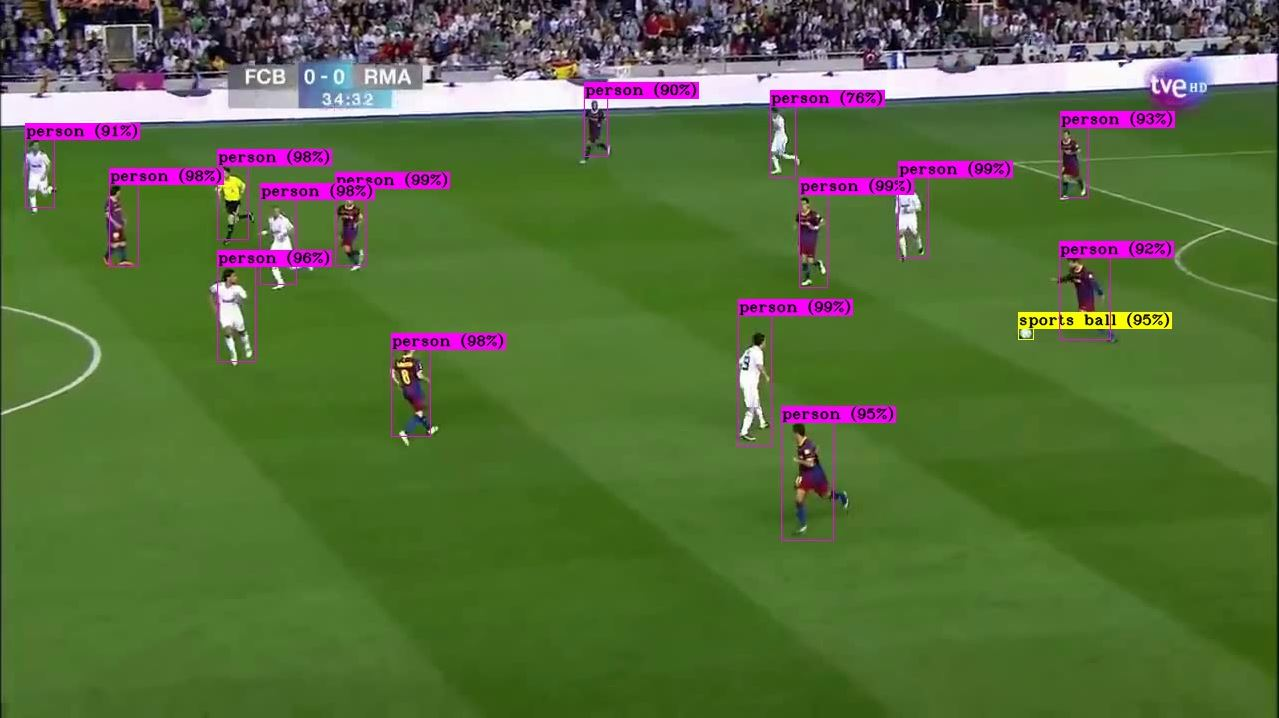 FCB 0-0 RMA
34:32
tve HD
person (90%)
person (76%)
person (93%)
person (91%)
person (98%)
person (98%)
person (99%)
person (98%)
person (99%)
person (99%)
person (96%)
person (92%)
person (99%)
sports ball (95%)
person (98%)
8
9
person (95%)